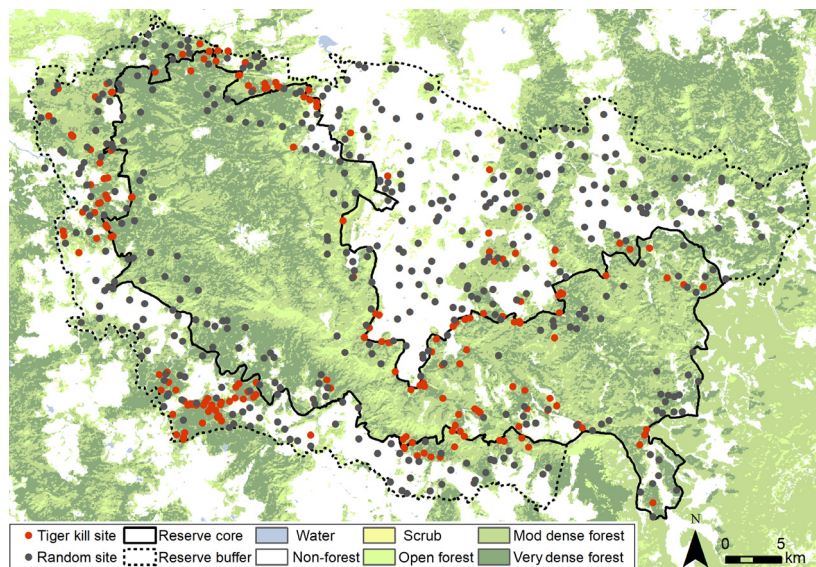 Tiger kill site Reserve core Water Scrub Mod dense forest
Random site Reserve buffer Non-forest Open forest Very dense forest
N
0 5
km